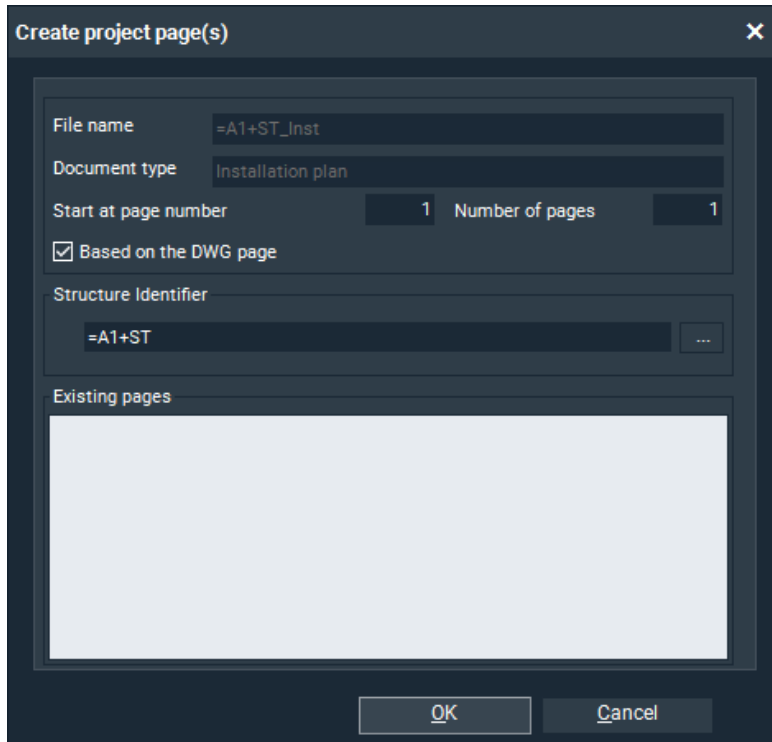 Create project page(s)
File name =A1+ST_Inst
Document type Installation plan
Start at page number 1 Number of pages 1
Based on the DWG page
Structure Identifier
=A1+ST ...
Existing pages
OK Cancel